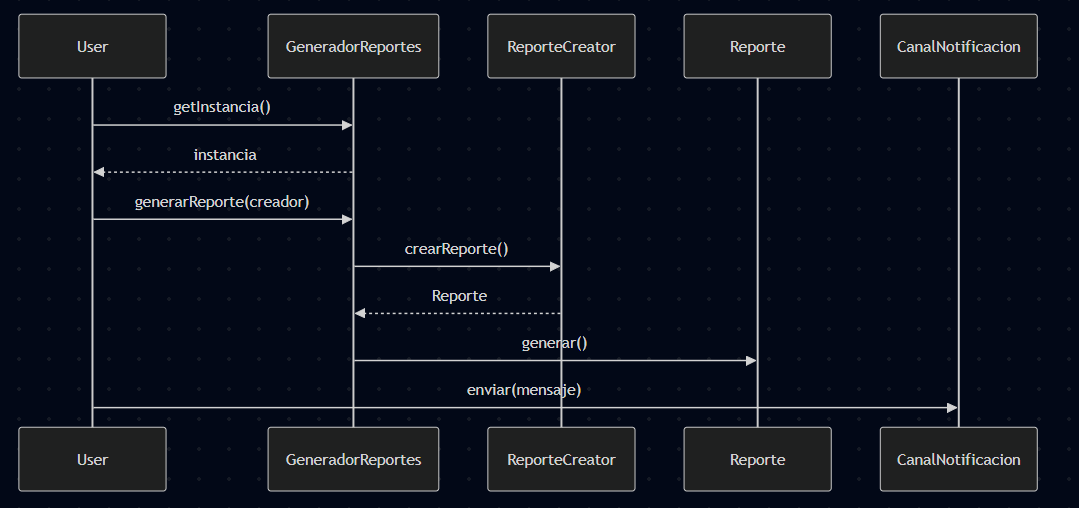 User
GeneradorReportes
ReporteCreator
Reporte
CanalNotificacion
getInstancia()
instancia
generarReporte(creador)
crearReporte()
Reporte
generar()
enviar(mensaje)
User
GeneradorReportes
ReporteCreator
Reporte
CanalNotificacion